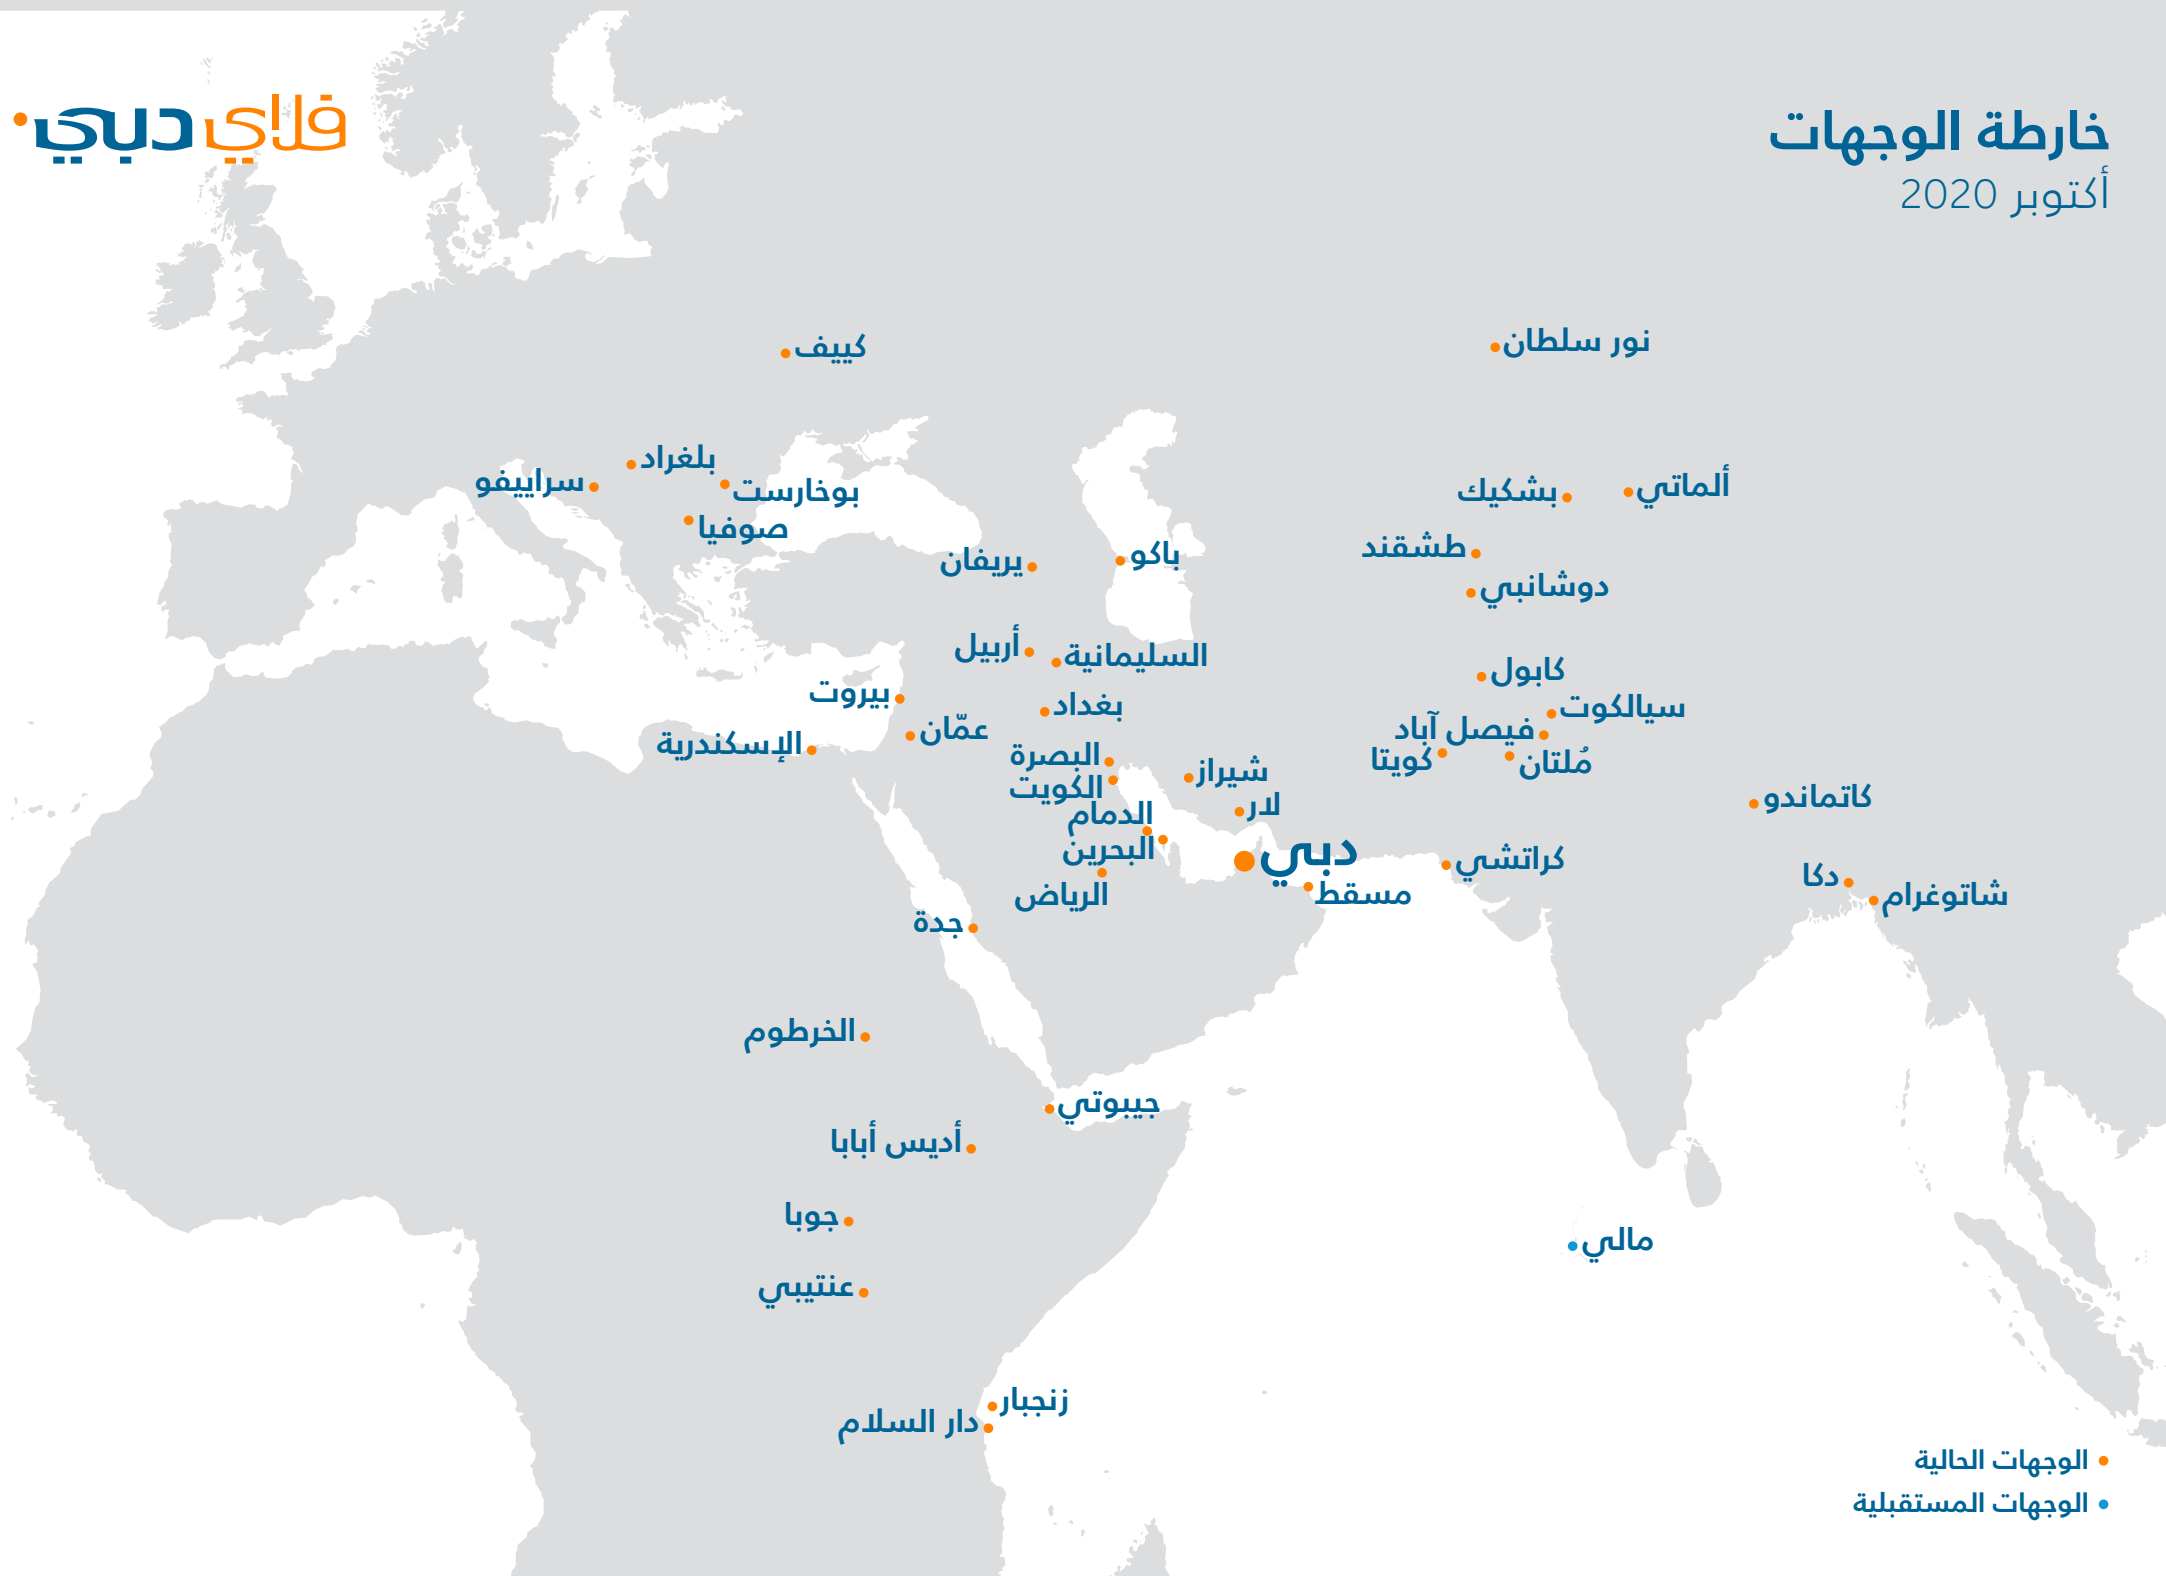 خارطة الوجهات
أكتوبر 2020
فلاي دبي
كييف
نور سلطان
بلغراد
سراييفو
بوخارست
صوفيا
بشكيك
ألماتي
يريفان
باكو
طشقند
دوشانبي
أربيل
السليمانية
كابول
بيروت
بغداد
سيالكوت
عمّان
فيصل آباد
الإسكندرية
البصرة
كويتا
مُلتان
شيراز
الكويت
لار
كاتماندو
الدمام
البحرين
دبي
كراتشي
دكا
الرياض
مسقط
شاتوغرام
جدة
الخرطوم
جيبوتي
أديس أبابا
جوبا
مالي
عنتيبي
زنجبار
دار السلام
الوجهات الحالية
الوجهات المستقبلية